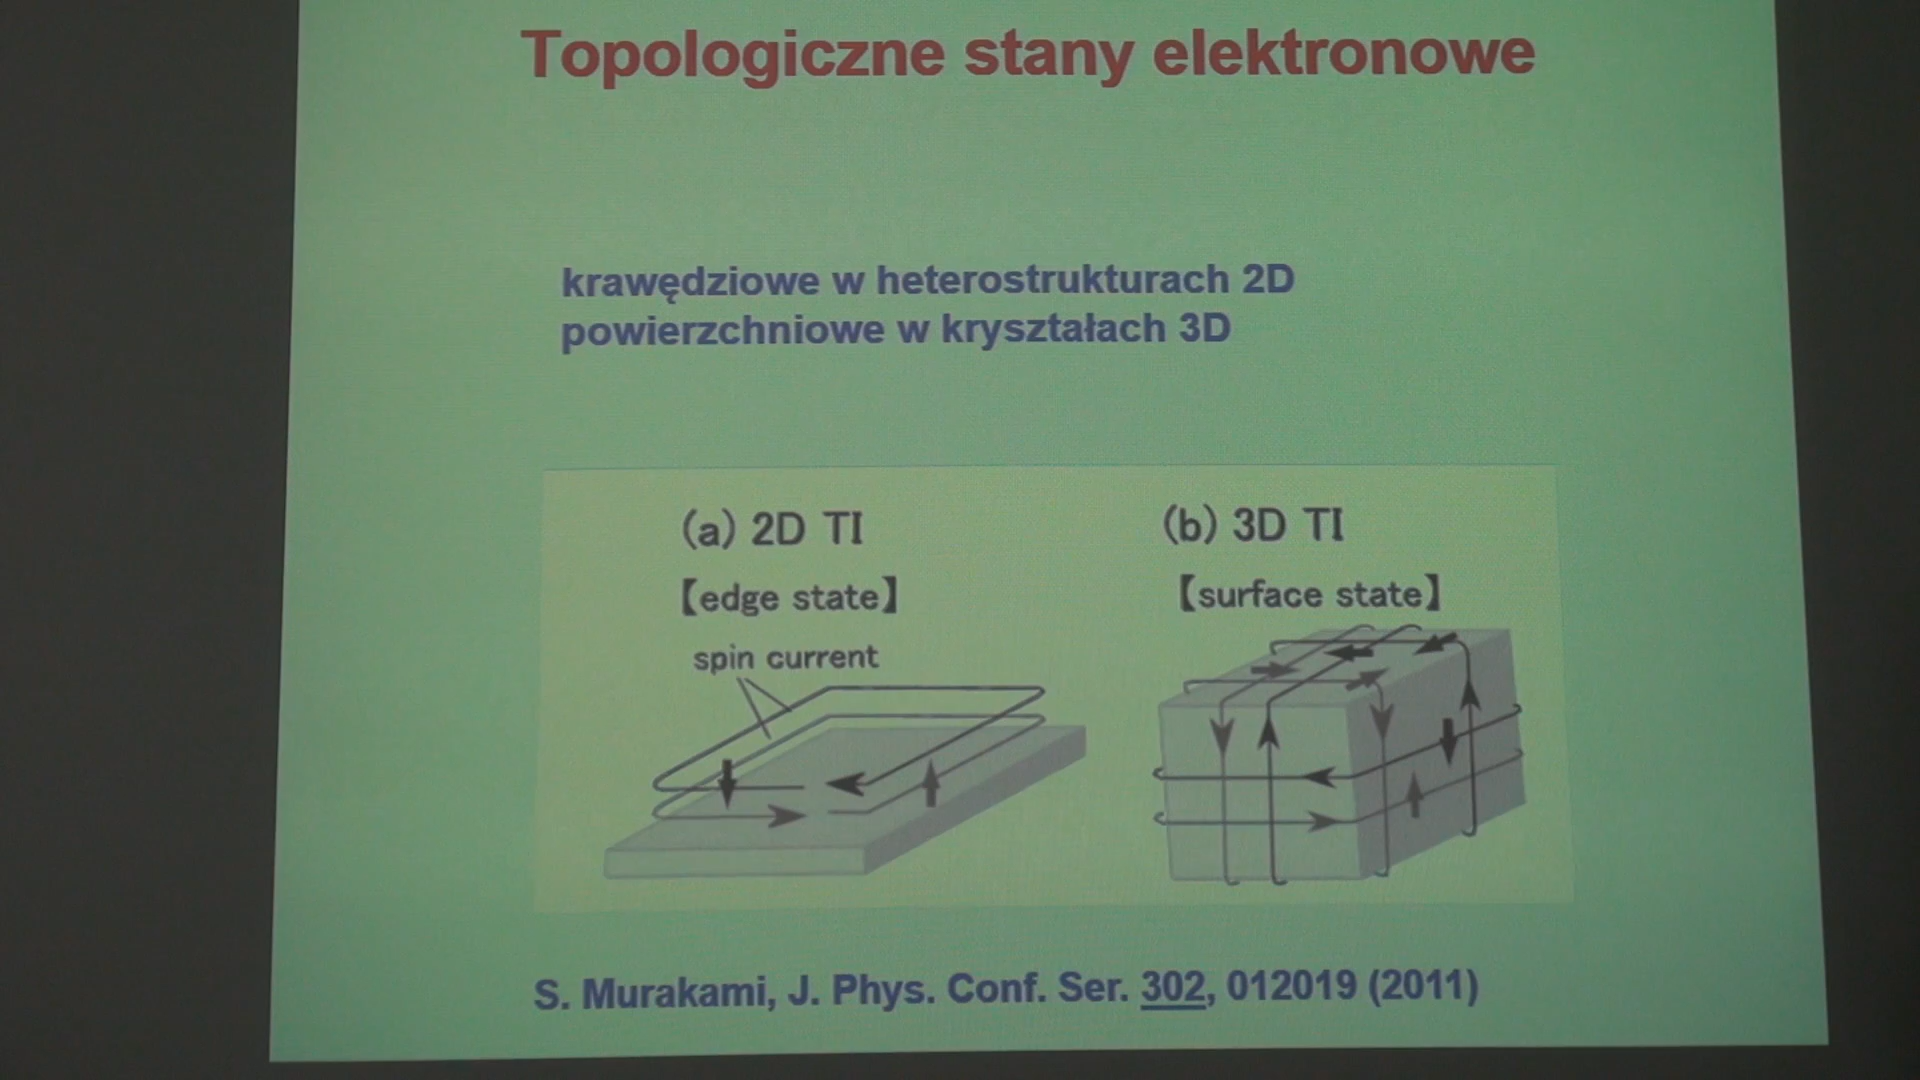 Topologiczne stany elektronowe
krawędziowe w heterostrukturach 2D
powierzchniowe w kryształach 3D
(a) 2D TI
【edge state】
spin current
(b) 3D TI
【surface state】
S. Murakami, J. Phys. Conf. Ser. 302, 012019 (2011)